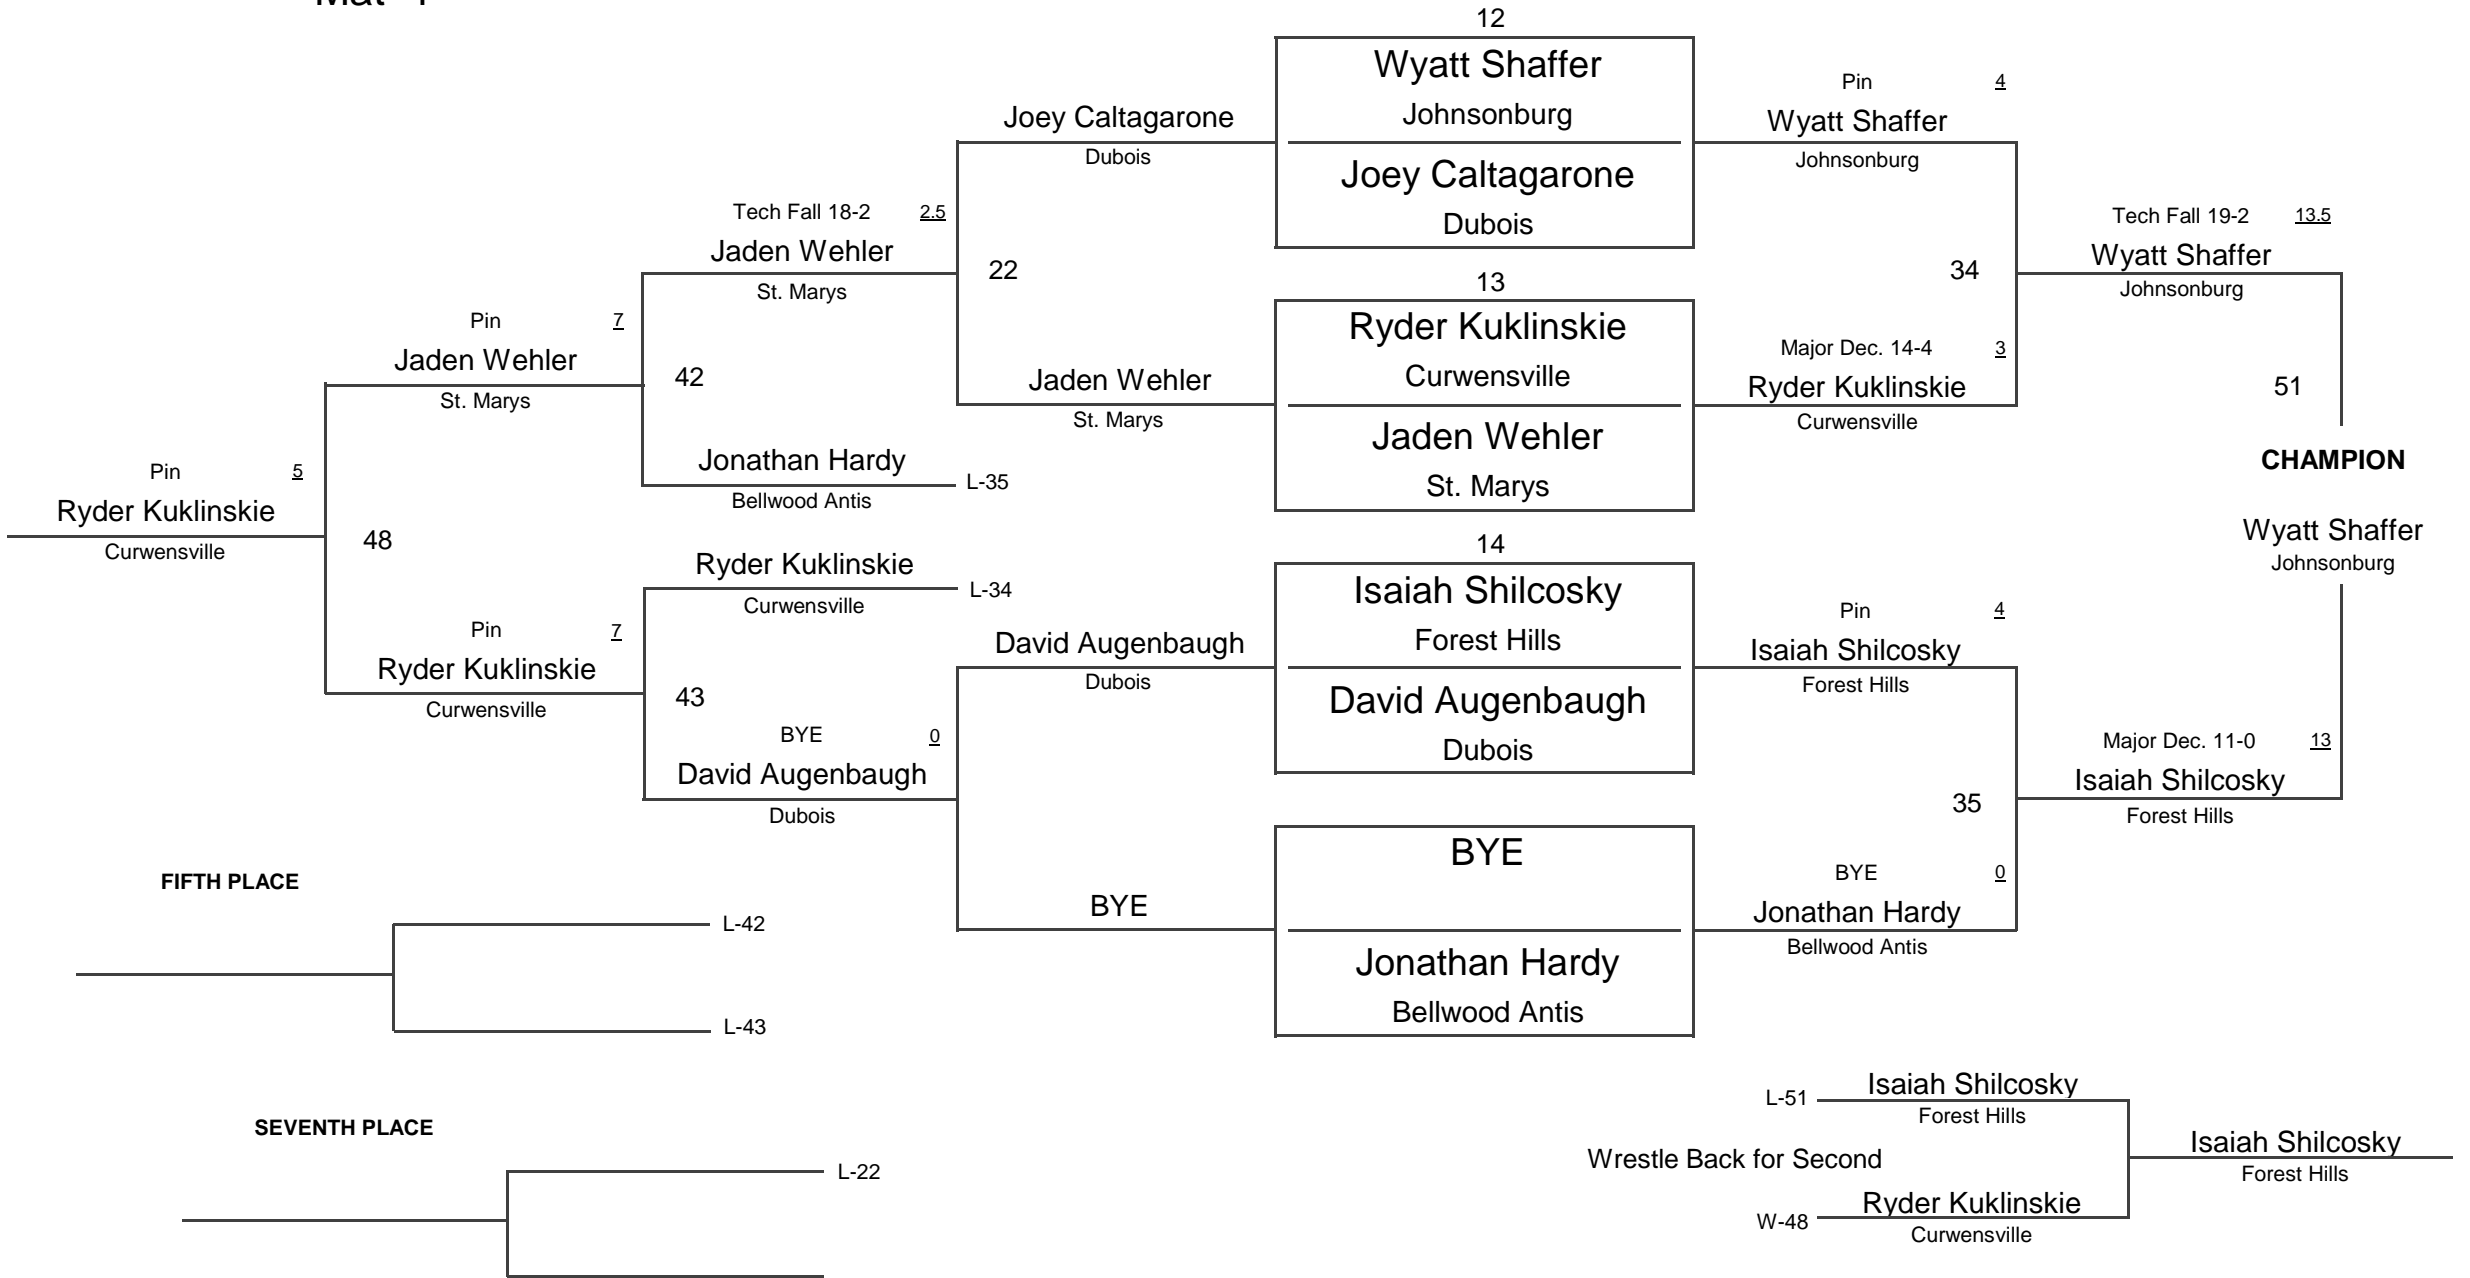 12
Wyatt Shaffer
Johnsonburg
Joey Caltagarone
Dubois
13
Ryder Kuklinskie
Curwensville
Jaden Wehler
St. Marys
14
Isaiah Shilcosky
Forest Hills
David Augenbaugh
Dubois
BYE
Jonathan Hardy
Bellwood Antis
Pin 4
Wyatt Shaffer
Johnsonburg
34
Major Dec. 14-4 3
Ryder Kuklinskie
Curwensville
Pin 4
Isaiah Shilcosky
Forest Hills
35
BYE 0
Jonathan Hardy
Bellwood Antis
Tech Fall 19-2 13.5
Wyatt Shaffer
Johnsonburg
51
CHAMPION
Wyatt Shaffer
Johnsonburg
Major Dec. 11-0 13
Isaiah Shilcosky
Forest Hills
Joey Caltagarone
Dubois
22
Jaden Wehler
St. Marys
David Augenbaugh
Dubois
BYE
Tech Fall 18-2 2.5
Jaden Wehler
St. Marys
42
Jonathan Hardy
L-35
Bellwood Antis
Ryder Kuklinskie
L-34
Curwensville
43
BYE 0
David Augenbaugh
Dubois
Pin 7
Jaden Wehler
St. Marys
48
Pin 7
Ryder Kuklinskie
Curwensville
Pin 5
Ryder Kuklinskie
Curwensville
FIFTH PLACE
L-42
L-43
SEVENTH PLACE
L-22
L-51 Isaiah Shilcosky
Forest Hills
Wrestle Back for Second
W-48 Ryder Kuklinskie
Curwensville
Isaiah Shilcosky
Forest Hills